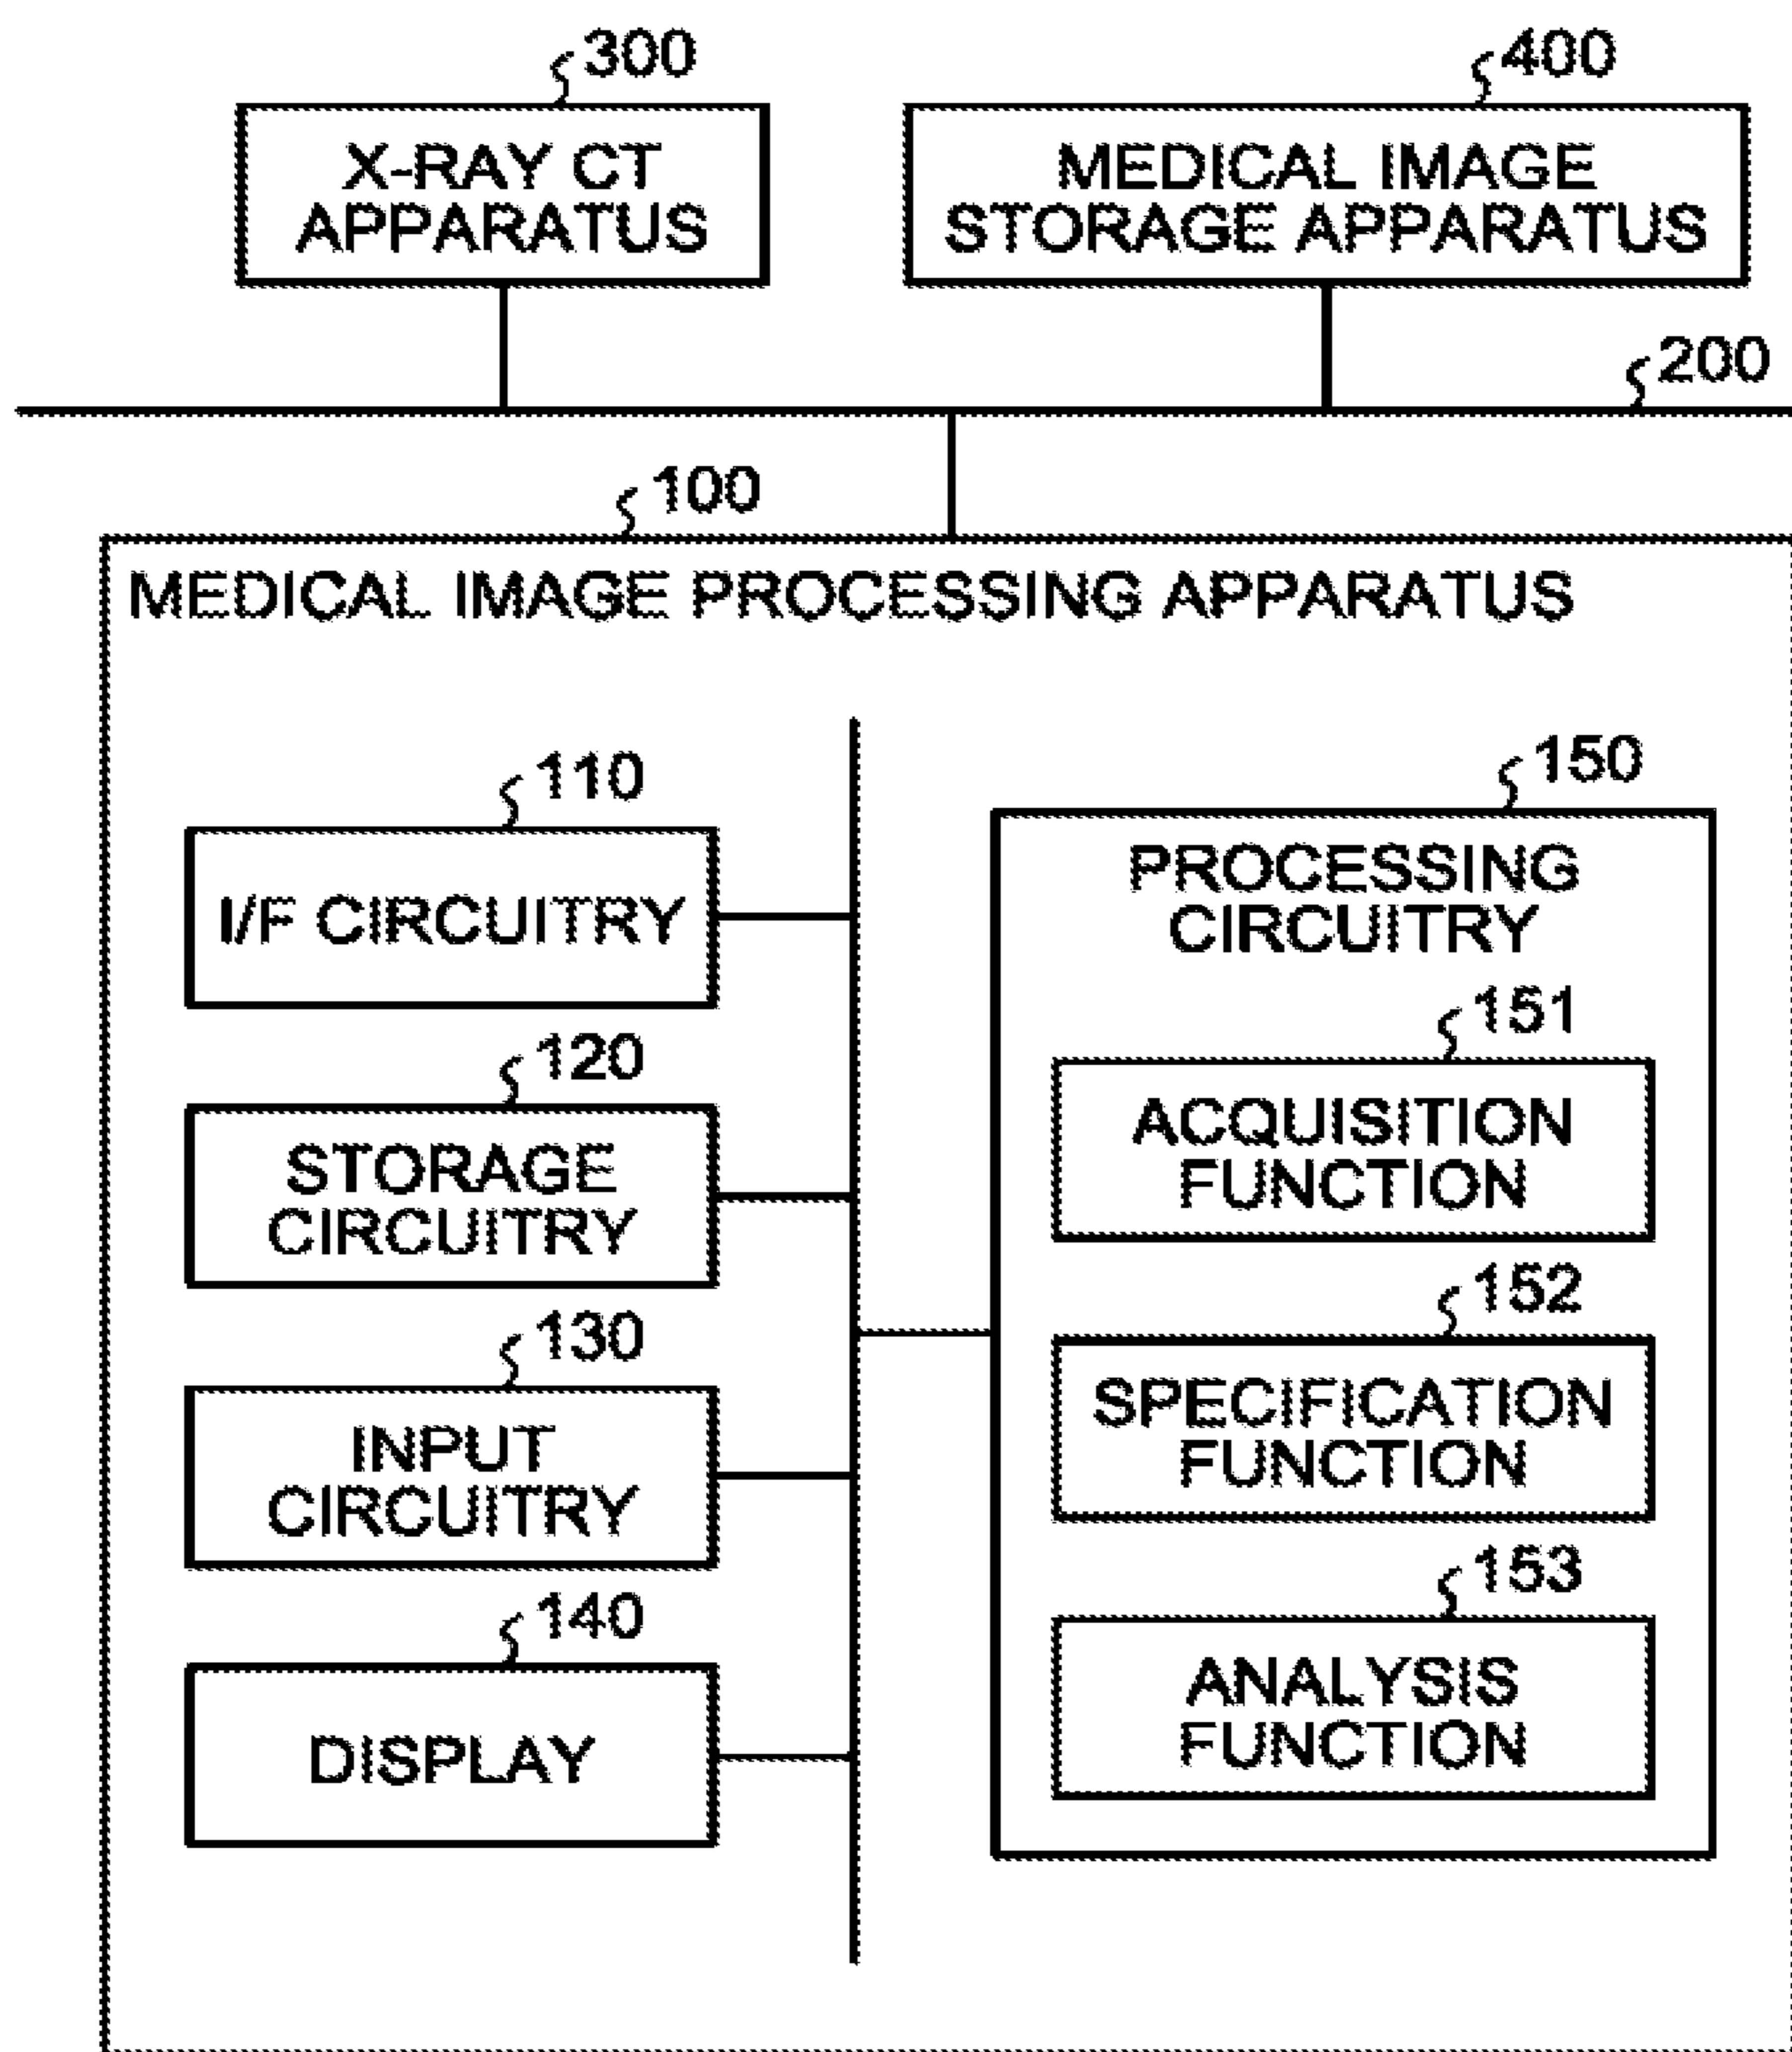 300
X-RAY CT
APPARATUS
400
MEDICAL IMAGE
STORAGE APPARATUS
200
100
MEDICAL IMAGE PROCESSING APPARATUS
110
I/F CIRCUITRY
120
STORAGE
CIRCUITRY
130
INPUT
CIRCUITRY
140
DISPLAY
150
PROCESSING
CIRCUITRY
151
ACQUISITION
FUNCTION
152
SPECIFICATION
FUNCTION
153
ANALYSIS
FUNCTION